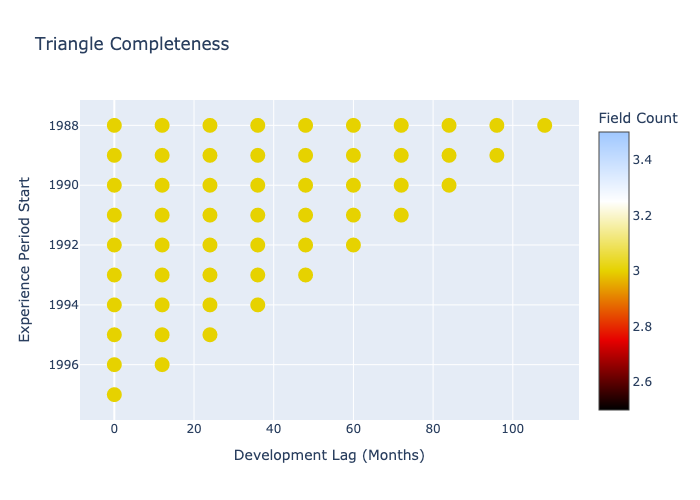 Triangle Completeness
Field Count
1988
1990
1992
1994
1996
Experience Period Start
0 20 40 60 80 100
Development Lag (Months)
3.4
3.2
3
2.8
2.6